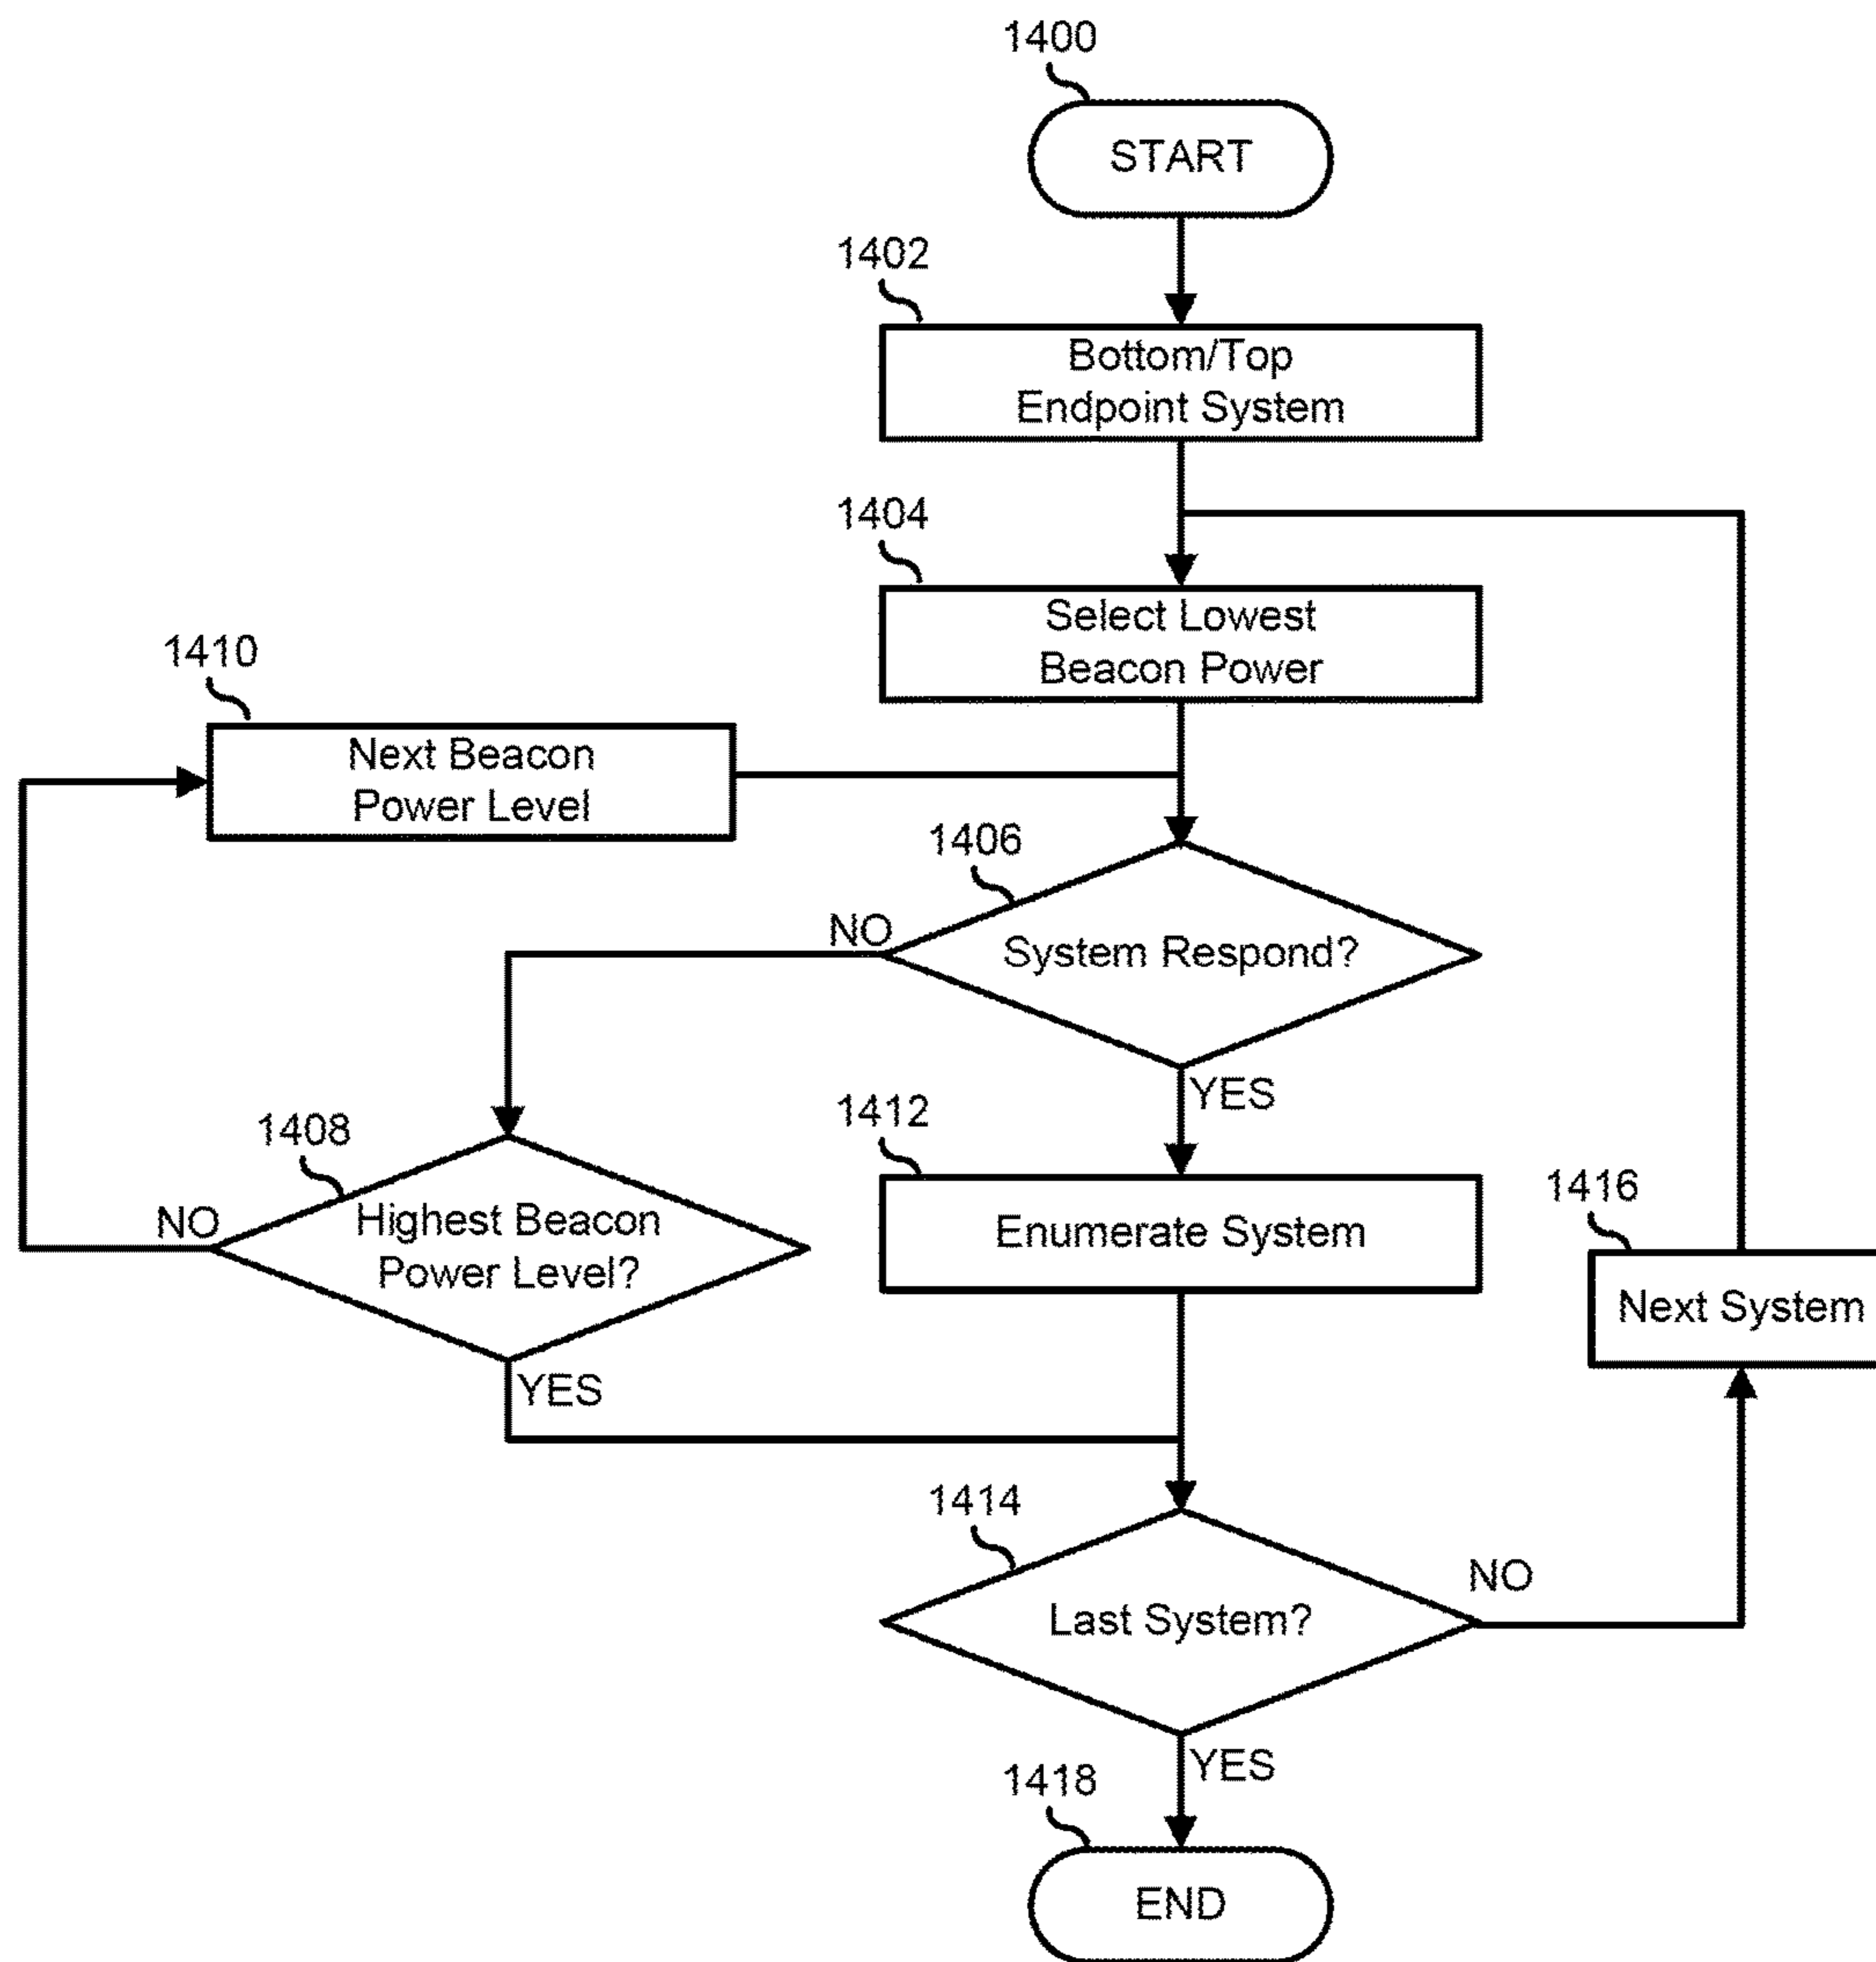 1400
START
1402
Bottom/Top
Endpoint System
1404
Select Lowest
Beacon Power
1410
Next Beacon
Power Level
1406
NO
System Respond?
YES
1408
NO
Highest Beacon
Power Level?
YES
1412
Enumerate System
1416
Next System
1414
NO
Last System?
YES
1418
END